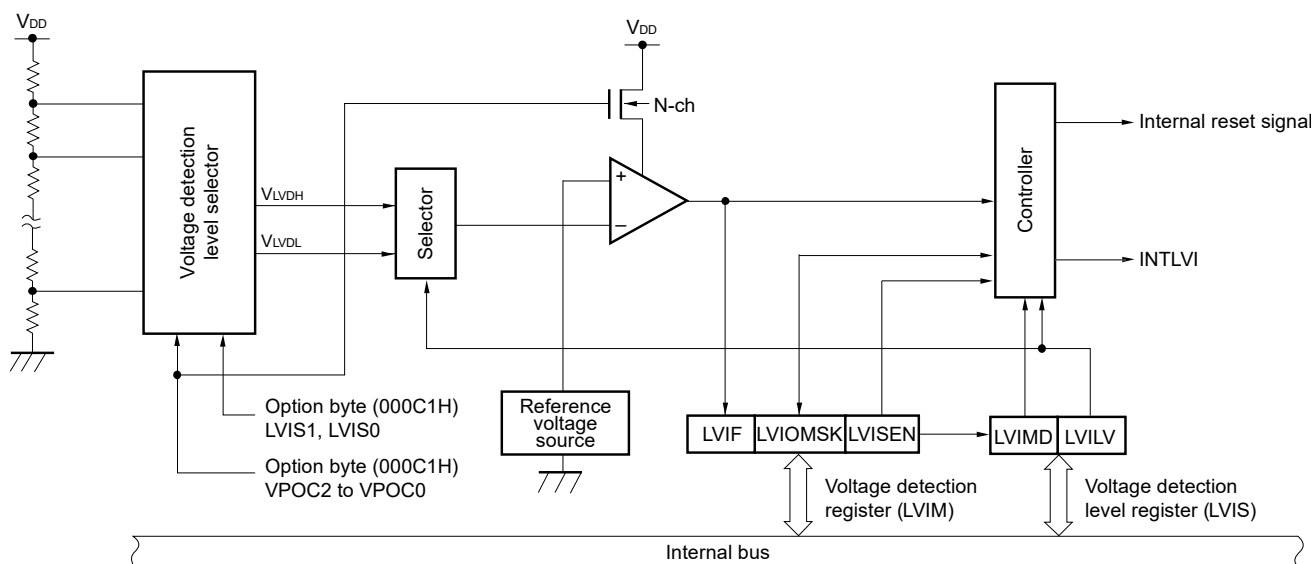 VDD
VDD
N-ch
Voltage detection
level selector
VLVDH
VLVDL
Selector
+
−
Controller
Internal reset signal
INTLVI
Option byte (000C1H)
LVIS1, LVIS0
Option byte (000C1H)
VPOC2 to VPOC0
Reference
voltage
source
LVIF
LVIOMSK
LVISEN
LVIMD
LVILV
Voltage detection
register (LVIM)
Voltage detection
level register (LVIS)
Internal bus